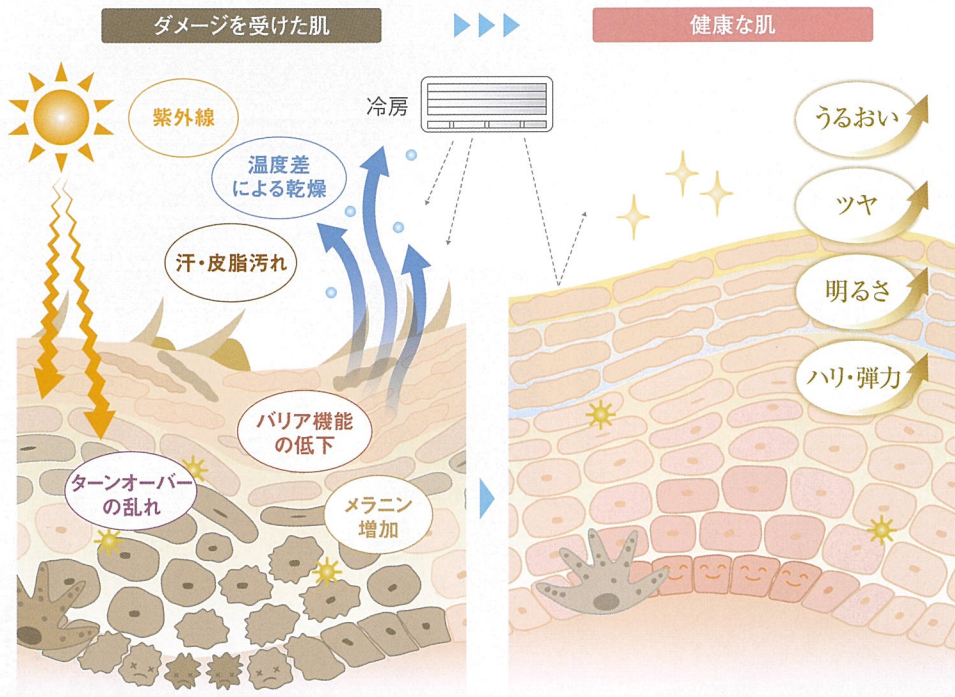 ダメージを受けた肌
健康な肌
紫外線
冷房
温度差
による乾燥
汗・皮脂汚れ
バリア機能
の低下
ターンオーバー
の乱れ
メラニン
増加
うるおい
ツヤ
明るさ
ハリ・弾力